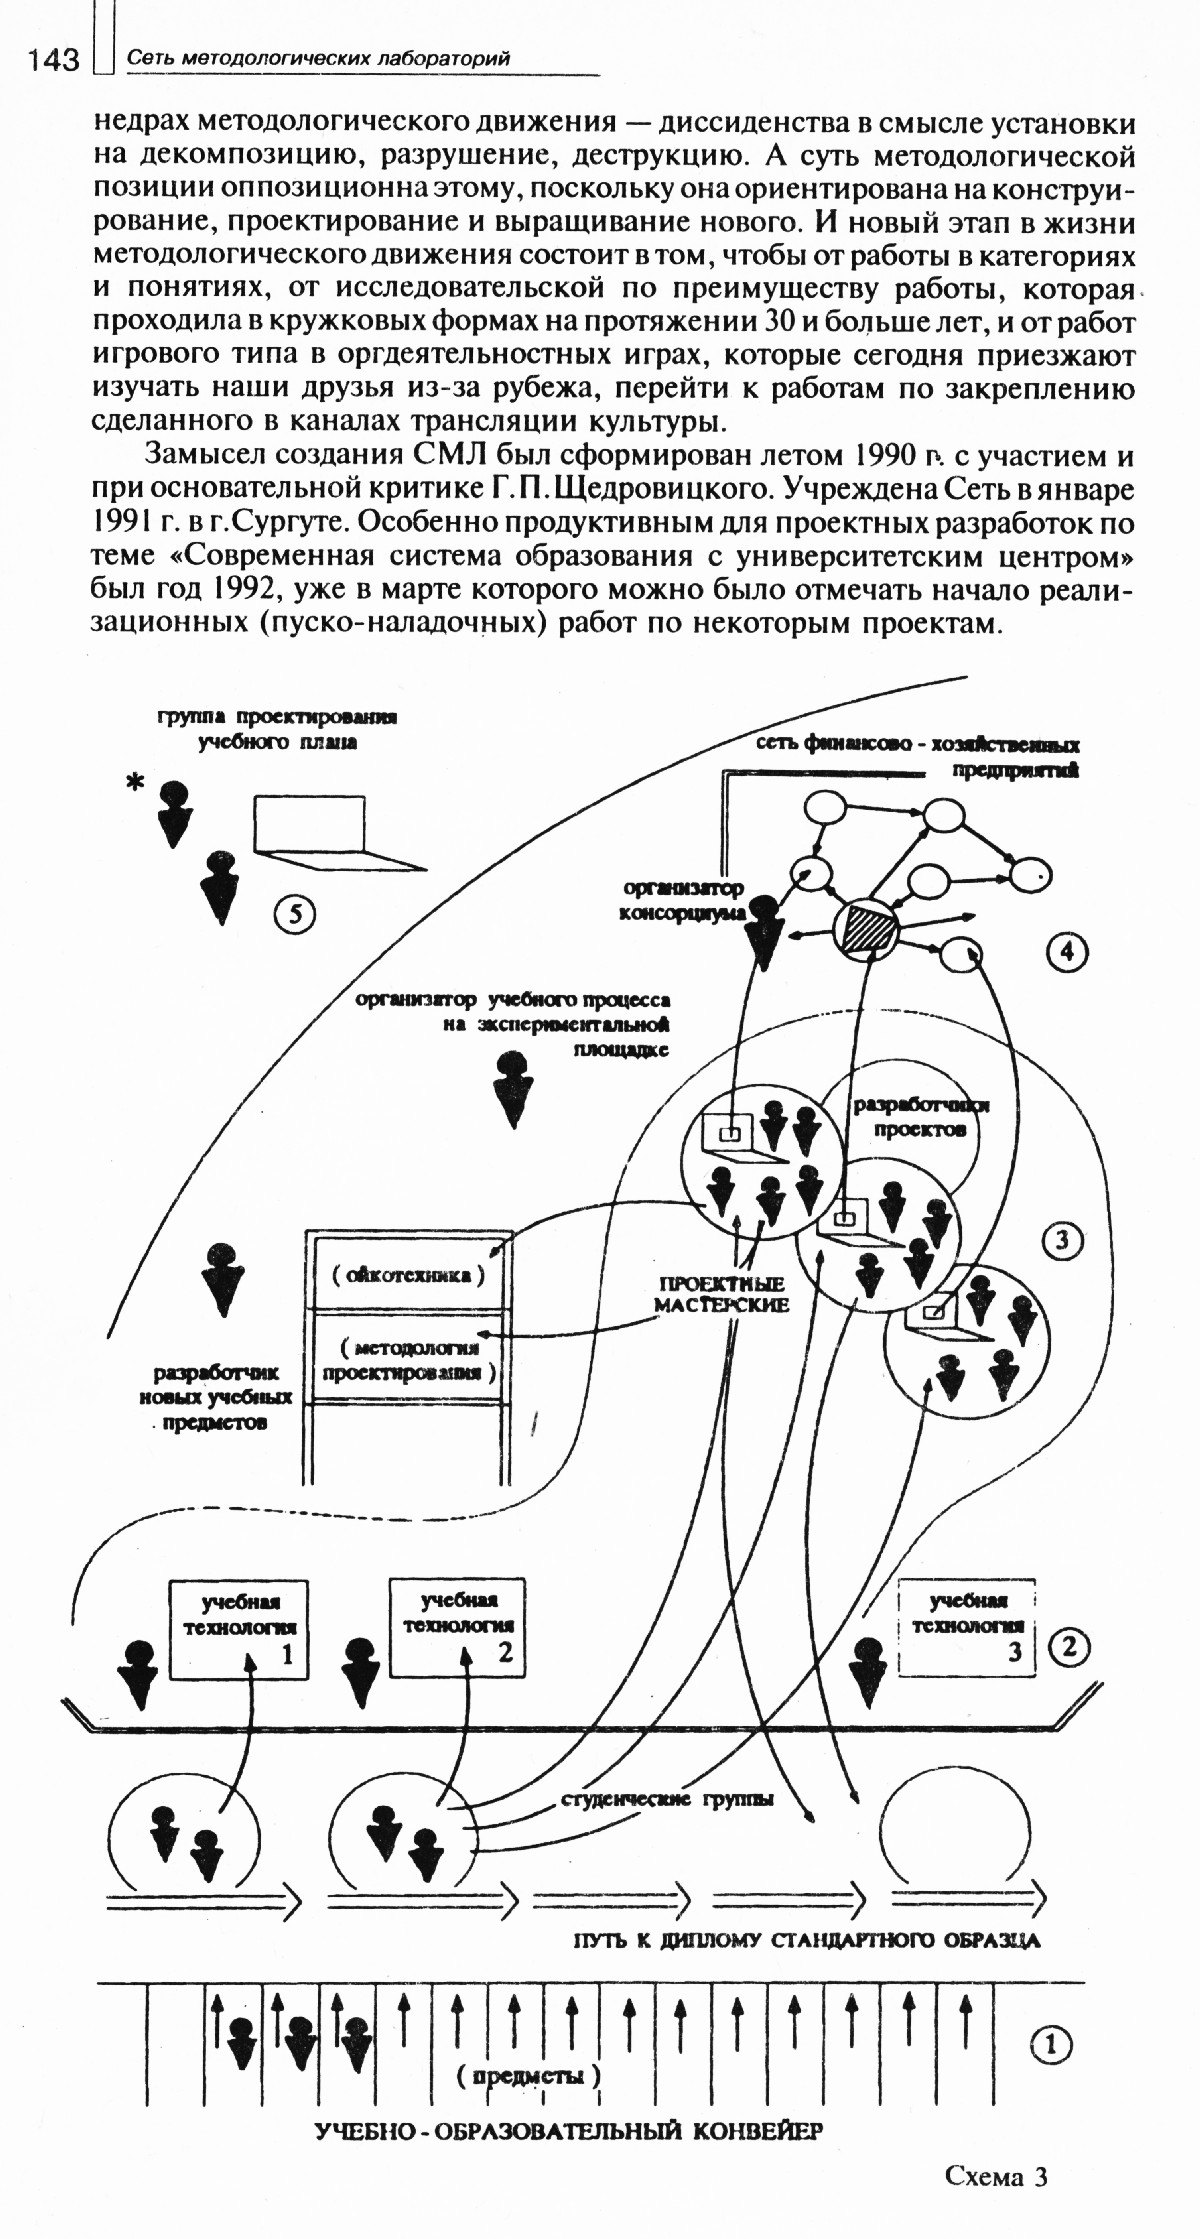 143
Сеть методологических лабораторий
недрах методологического движения — диссиденства в смысле установки
на декомпозицию, разрушение, деструкцию. А суть методологической
позиции оппозиционна этому, поскольку она ориентирована на конструи-
рование, проектирование и выращивание нового. И новый этап в жизни
методологического движения состоит в том, чтобы от работы в категориях
и понятиях, от исследовательской по преимуществу работы, которая
проходила в кружковых формах на протяжении 30 и больше лет, и от работ
игрового типа в оргдеятельностных играх, которые сегодня приезжают
изучать наши друзья из-за рубежа, перейти к работам по закреплению
сделанного в каналах трансляции культуры.
Замысел создания СМЛ был сформирован летом 1990 г. с участием и
при основательной критике Г.П.Щедровицкого. Учреждена Сеть в январе
1991 г. в г.Сургуте. Особенно продуктивным для проектных разработок по
теме «Современная система образования с университетским центром»
был год 1992, уже в марте которого можно было отмечать начало реали-
зационных (пуско-наладочных) работ по некоторым проектам.
группа проектирования
учебного плана
*
5
сеть финансово - хозяйственных
предприятий
организатор
консорциума
4
организатор учебного процесса
на экспериментальной
площадке
разработчики
проектов
3
( ойкотехника )
( методология
проектирования )
ПРОЕКТНЫЕ
МАСТЕРСКИЕ
разработчик
новых учебных
предметов
учебная
технология
1
учебная
технология
2
учебная
технология
3
2
студенческие группы
ПУТЬ К ДИПЛОМУ СТАНДАРТНОГО ОБРАЗЦА
1
( предметы )
УЧЕБНО - ОБРАЗОВАТЕЛЬНЫЙ КОНВЕЙЕР
Схема 3